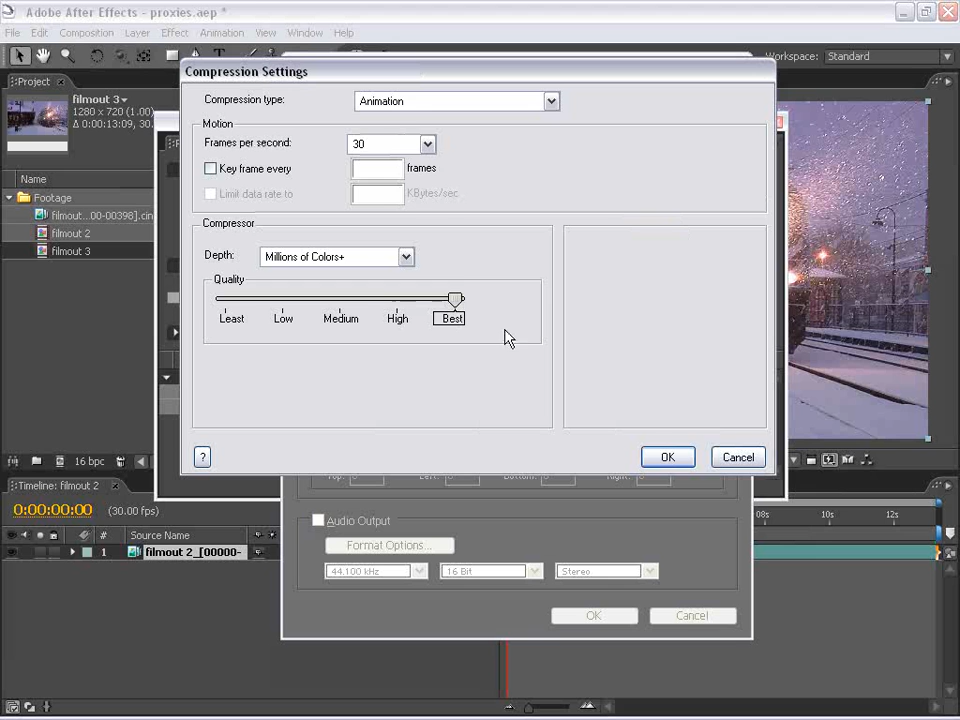 Adobe After Effects - proxies.aep *
File Edit Composition Layer Effect Animation View Window Help
Workspace: Standard
Project
filmout 3
1280 x 720 (1.00)
Δ 0:00:13:09, 30.
Name
Footage
filmout...00-00398].cin
filmout 2
filmout 3
16 bpc
Compression Settings
Compression type: Animation
Motion
Frames per second: 30
Key frame every frames
Limit data rate to KBytes/sec
Compressor
Depth: Millions of Colors+
Quality
Least Low Medium High Best
? OK Cancel
Audio Output
Format Options...
44.100 kHz 16 Bit Stereo
OK Cancel
Timeline: filmout 2
0:00:00:00 (30.00 fps)
08s 10s 12s
# Source Name
1 filmout 2_[00000-